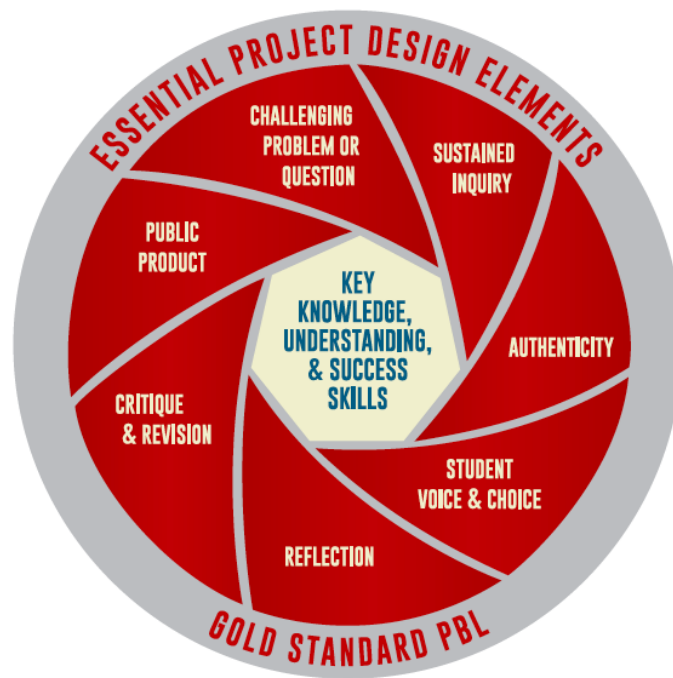 ESSENTIAL PROJECT DESIGN ELEMENTS
CHALLENGING
PROBLEM OR
QUESTION
SUSTAINED
INQUIRY
AUTHENTICITY
STUDENT
VOICE & CHOICE
REFLECTION
CRITIQUE
& REVISION
PUBLIC
PRODUCT
KEY
KNOWLEDGE,
UNDERSTANDING,
& SUCCESS
SKILLS
GOLD STANDARD PBL